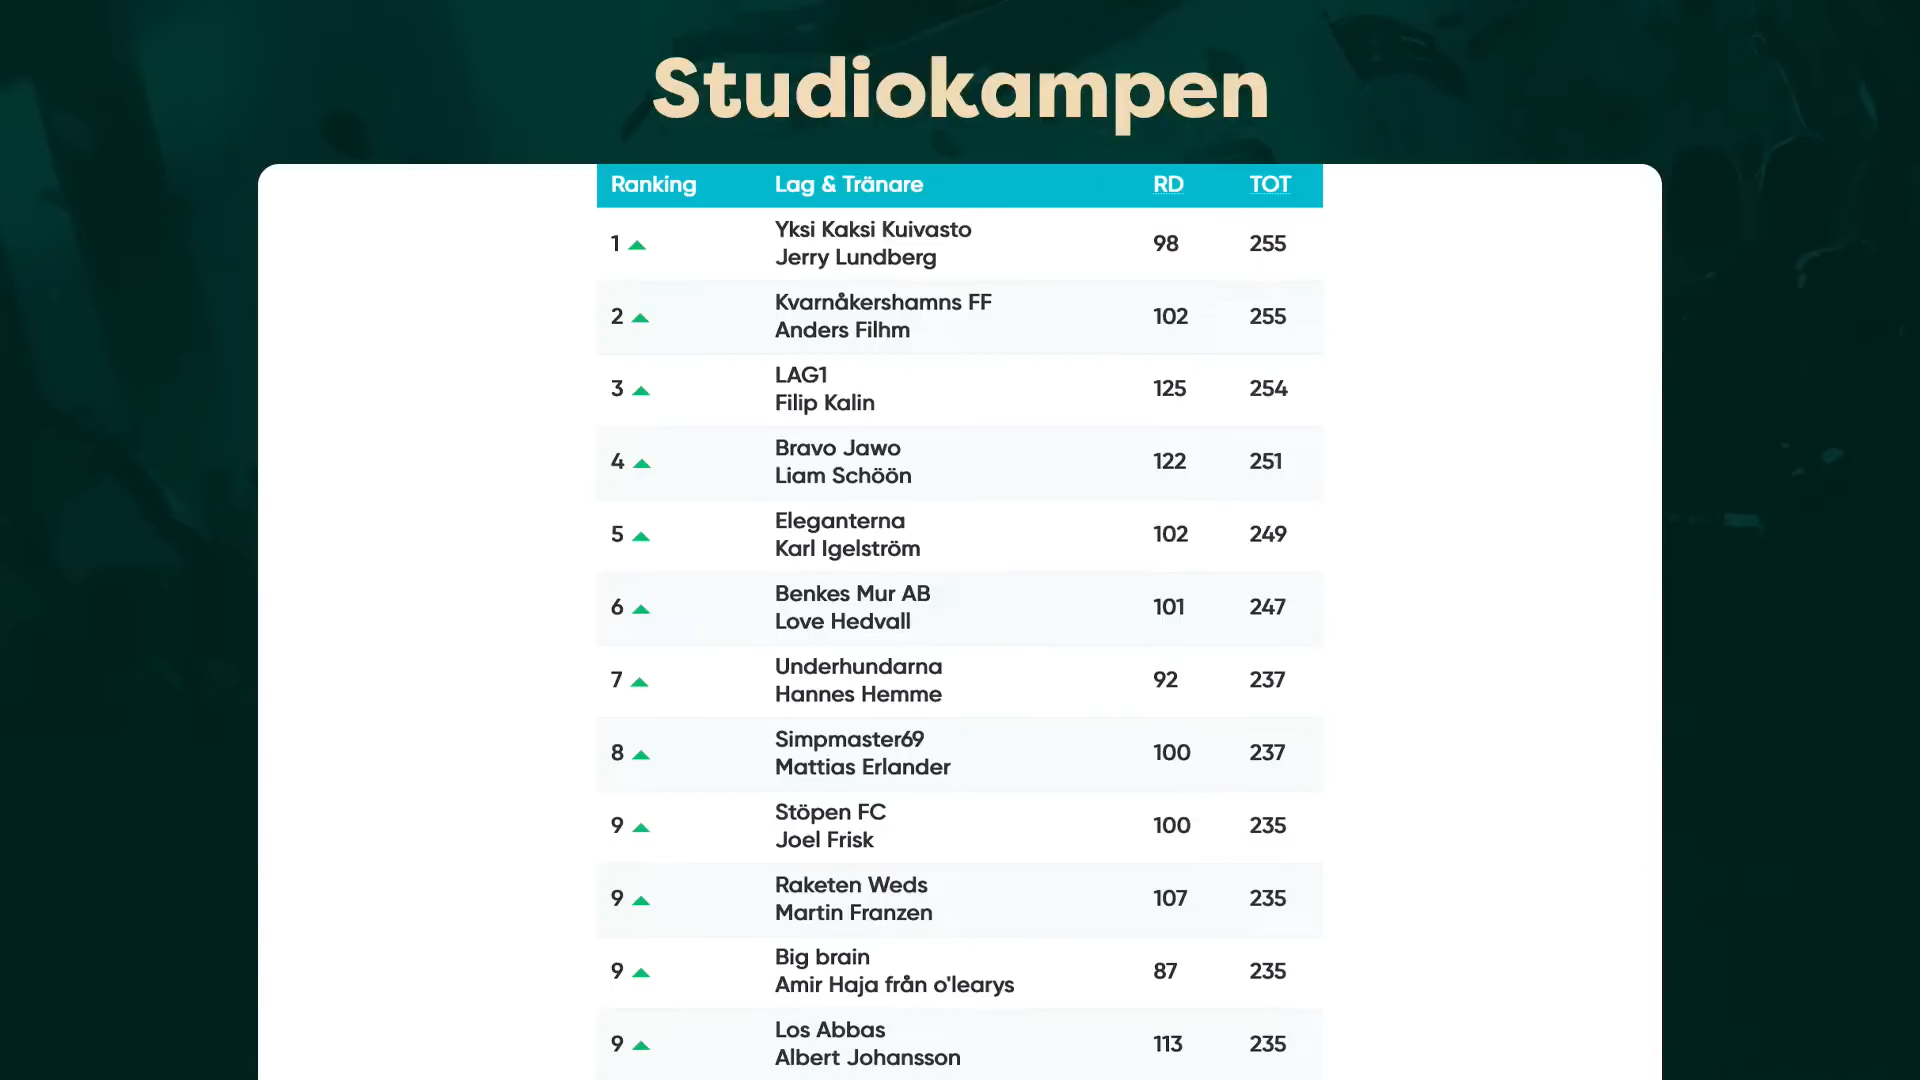 Studiokampen
Ranking Lag & Tränare RD TOT
1 Yksi Kaksi Kuivasto 98 255
Jerry Lundberg
2 Kvarnåkershamns FF 102 255
Anders Filhm
3 LAG1 125 254
Filip Kalin
4 Bravo Jawo 122 251
Liam Schöön
5 Eleganterna 102 249
Karl Igelström
6 Benkes Mur AB 101 247
Love Hedvall
7 Underhundarna 92 237
Hannes Hemme
8 Simpmaster69 100 237
Mattias Erlander
9 Stöpen FC 100 235
Joel Frisk
9 Raketen Weds 107 235
Martin Franzen
9 Big brain 87 235
Amir Haja från o'learys
9 Los Abbas 113 235
Albert Johansson